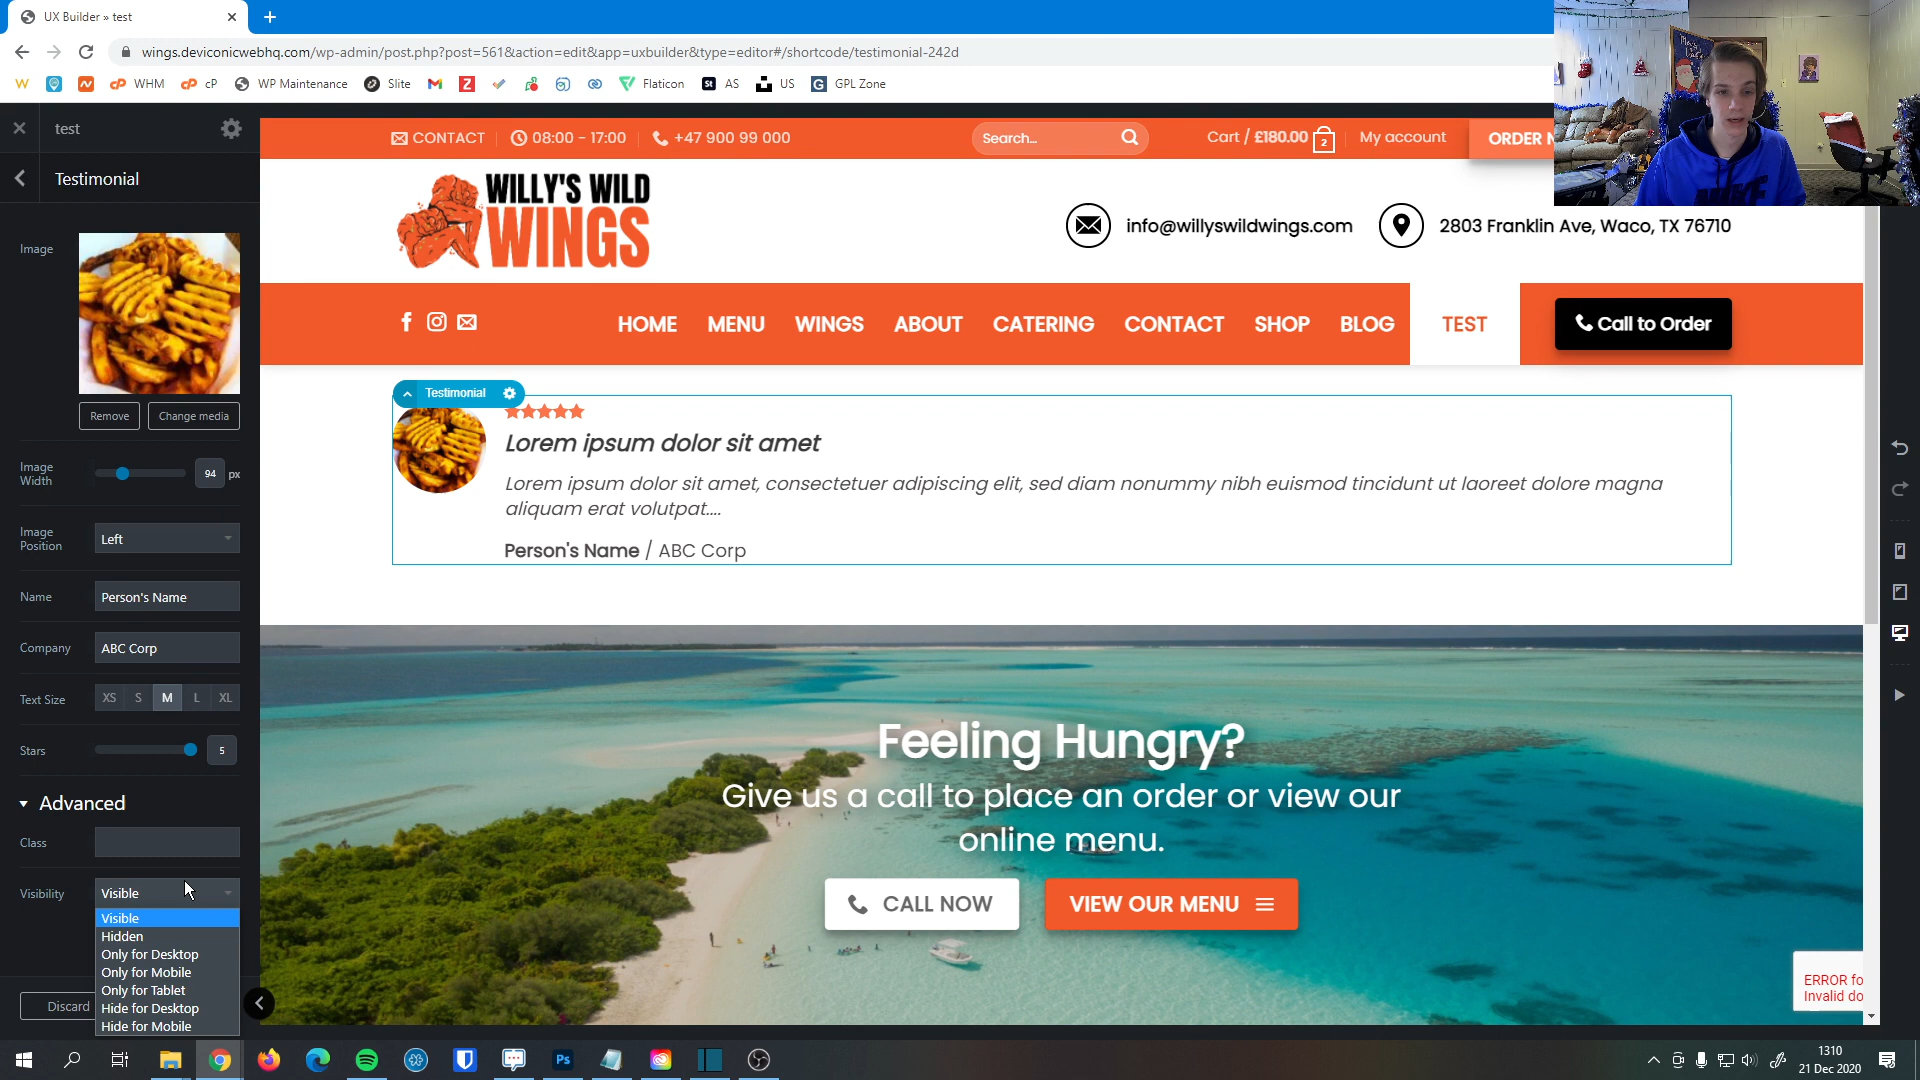 UX Builder » test
wings.deviconicwebhq.com/wp-admin/post.php?post=561&action=edit&app=uxbuilder&type=editor#/shortcode/testimonial-242d
WHM
cP
WP Maintenance
Slite
Flaticon
AS
US
GPL Zone
test
Testimonial
Image
Remove
Change media
Image
Width
94
px
Image
Position
Left
Name
Person's Name
Company
ABC Corp
Text Size
XS
S
M
L
XL
Stars
5
Advanced
Class
Visibility
Visible
Visible
Hidden
Only for Desktop
Only for Mobile
Only for Tablet
Hide for Desktop
Hide for Mobile
Discard
CONTACT
08:00 - 17:00
+47 900 99 000
Search...
Cart / £180.00
2
My account
ORDER N
WILLY'S WILD
WINGS
info@willyswildwings.com
2803 Franklin Ave, Waco, TX 76710
HOME
MENU
WINGS
ABOUT
CATERING
CONTACT
SHOP
BLOG
TEST
Call to Order
Testimonial
Lorem ipsum dolor sit amet
Lorem ipsum dolor sit amet, consectetuer adipiscing elit, sed diam nonummy nibh euismod tincidunt ut laoreet dolore magna
aliquam erat volutpat....
Person's Name / ABC Corp
Feeling Hungry?
Give us a call to place an order or view our
online menu.
CALL NOW
VIEW OUR MENU
ERROR fo
Invalid do
Ps
1310
21 Dec 2020